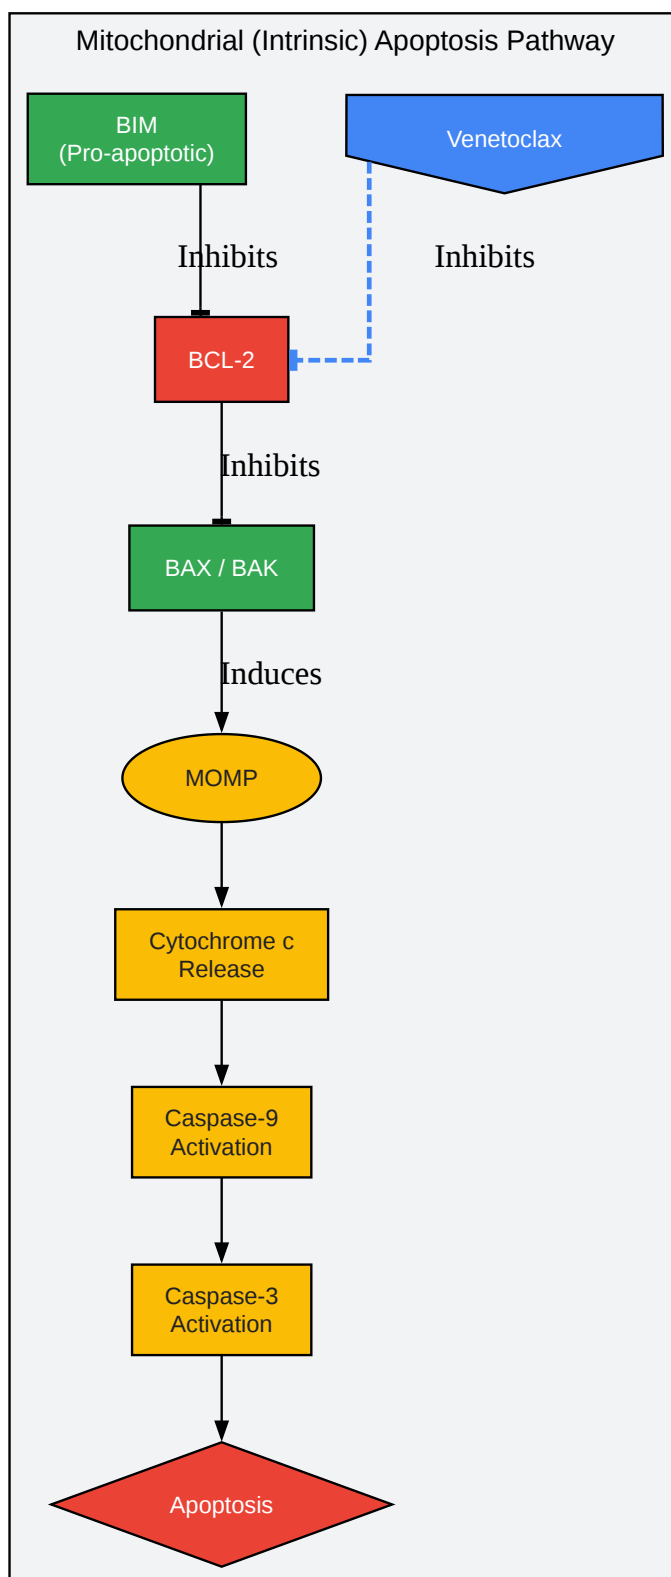 Mitochondrial (Intrinsic) Apoptosis Pathway
BIM
(Pro-apoptotic)
Venetoclax
Inhibits
Inhibits
BCL-2
Inhibits
BAX / BAK
Induces
MOMP
Cytochrome c
Release
Caspase-9
Activation
Caspase-3
Activation
Apoptosis